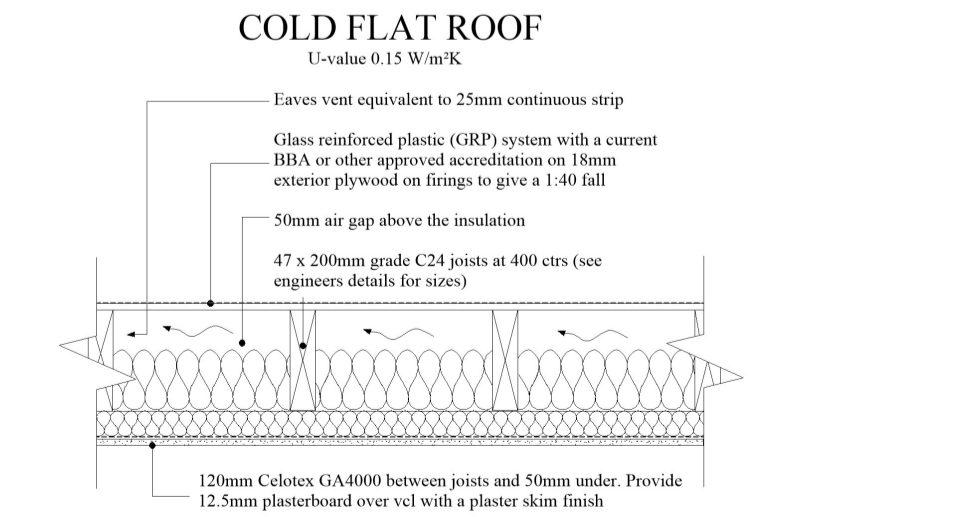 COLD FLAT ROOF
U-value 0.15 W/m²K
Eaves vent equivalent to 25mm continuous strip
Glass reinforced plastic (GRP) system with a current
BBA or other approved accreditation on 18mm
exterior plywood on firings to give a 1:40 fall
50mm air gap above the insulation
47 x 200mm grade C24 joists at 400 ctrs (see
engineers details for sizes)
120mm Celotex GA4000 between joists and 50mm under. Provide
12.5mm plasterboard over vcl with a plaster skim finish